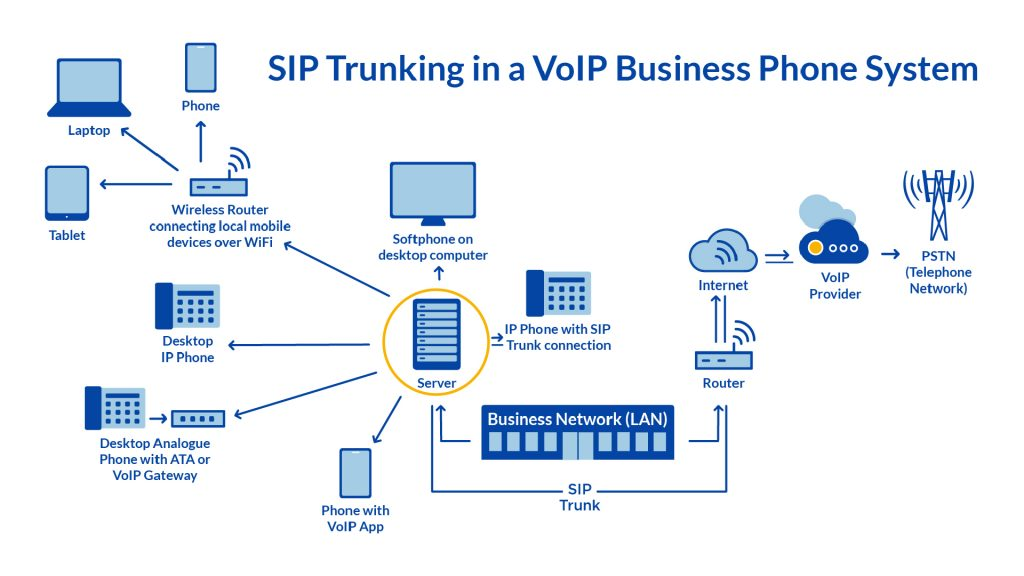 SIP Trunking in a VoIP Business Phone System
Phone
Laptop
Tablet
Wireless Router
connecting local mobile
devices over WiFi
Softphone on
desktop computer
Desktop
IP Phone
IP Phone with SIP
Trunk connection
Server
Desktop Analogue
Phone with ATA or
VoIP Gateway
Phone with
VoIP App
Business Network (LAN)
SIP
Trunk
Router
Internet
VoIP
Provider
PSTN
(Telephone
Network)